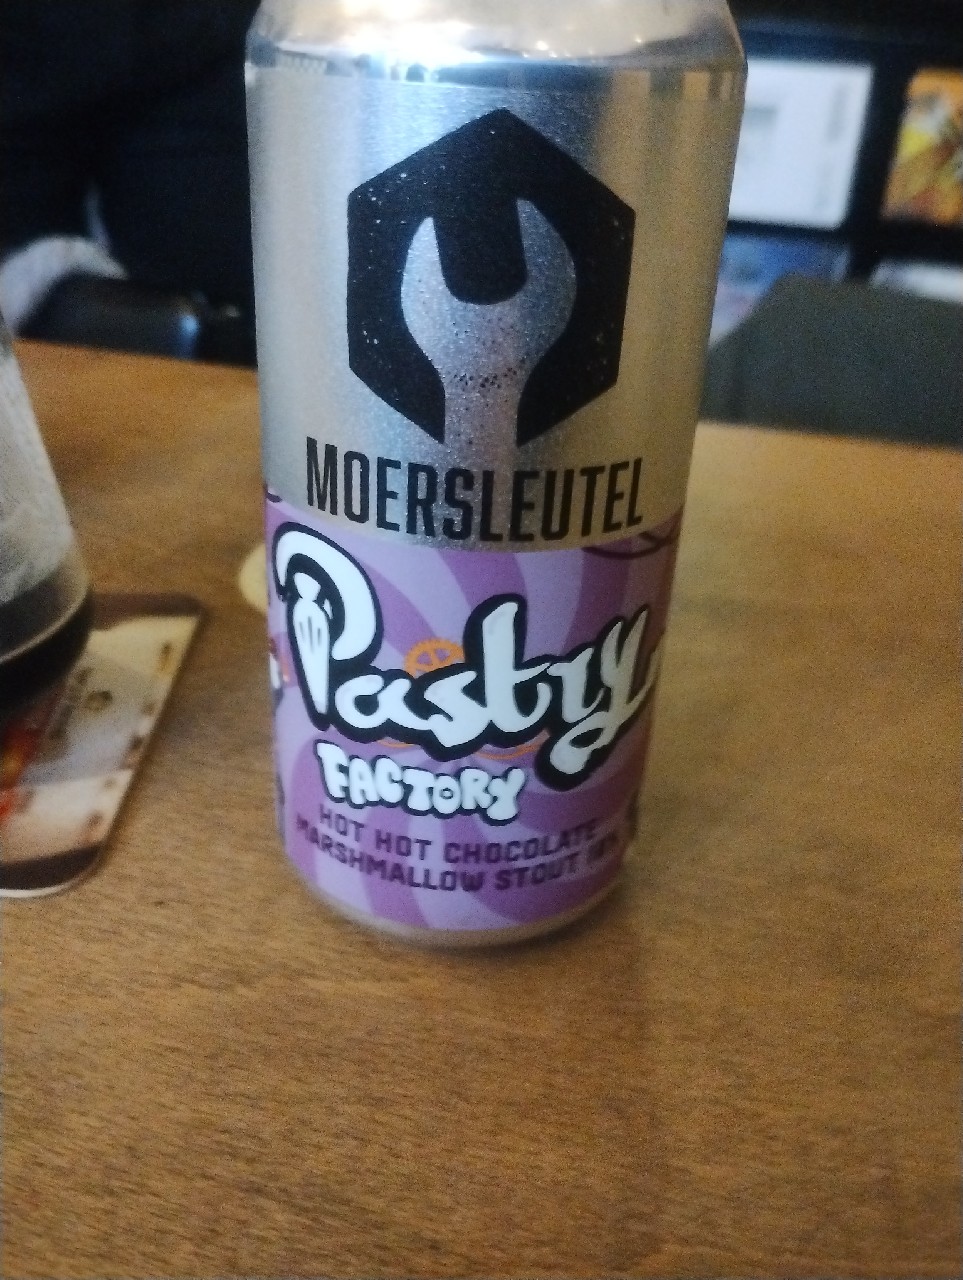 MOERSLEUTEL
Pastry
FACTORY
HOT HOT CHOCOLATE
MARSHMALLOW STOUT